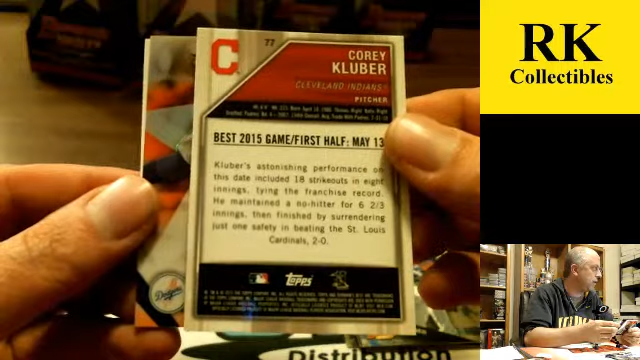 RK
Collectibles
77
COREY
KLUBER
CLEVELAND INDIANS
PITCHER
BEST 2015 GAME/FIRST HALF: MAY 13
Kluber's astonishing performance on
this date included 18 strikeouts in eight
innings, tying the franchise record.
He maintained a no-hitter for 6 2/3
innings, then finished by surrendering
just one safety in beating the St. Louis
Cardinals, 2-0.
Topps
Dodgers
Distribution